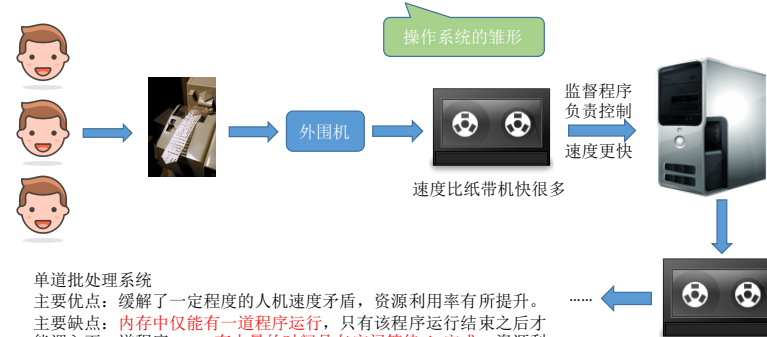 操作系统的雏形
监督程序
负责控制
外围机
速度更快
速度比纸带机快很多
单道批处理系统
主要优点：缓解了一定程度的人机速度矛盾，资源利用率有所提升。
......
主要缺点：内存中仅能有一道程序运行，只有该程序运行结束之后才